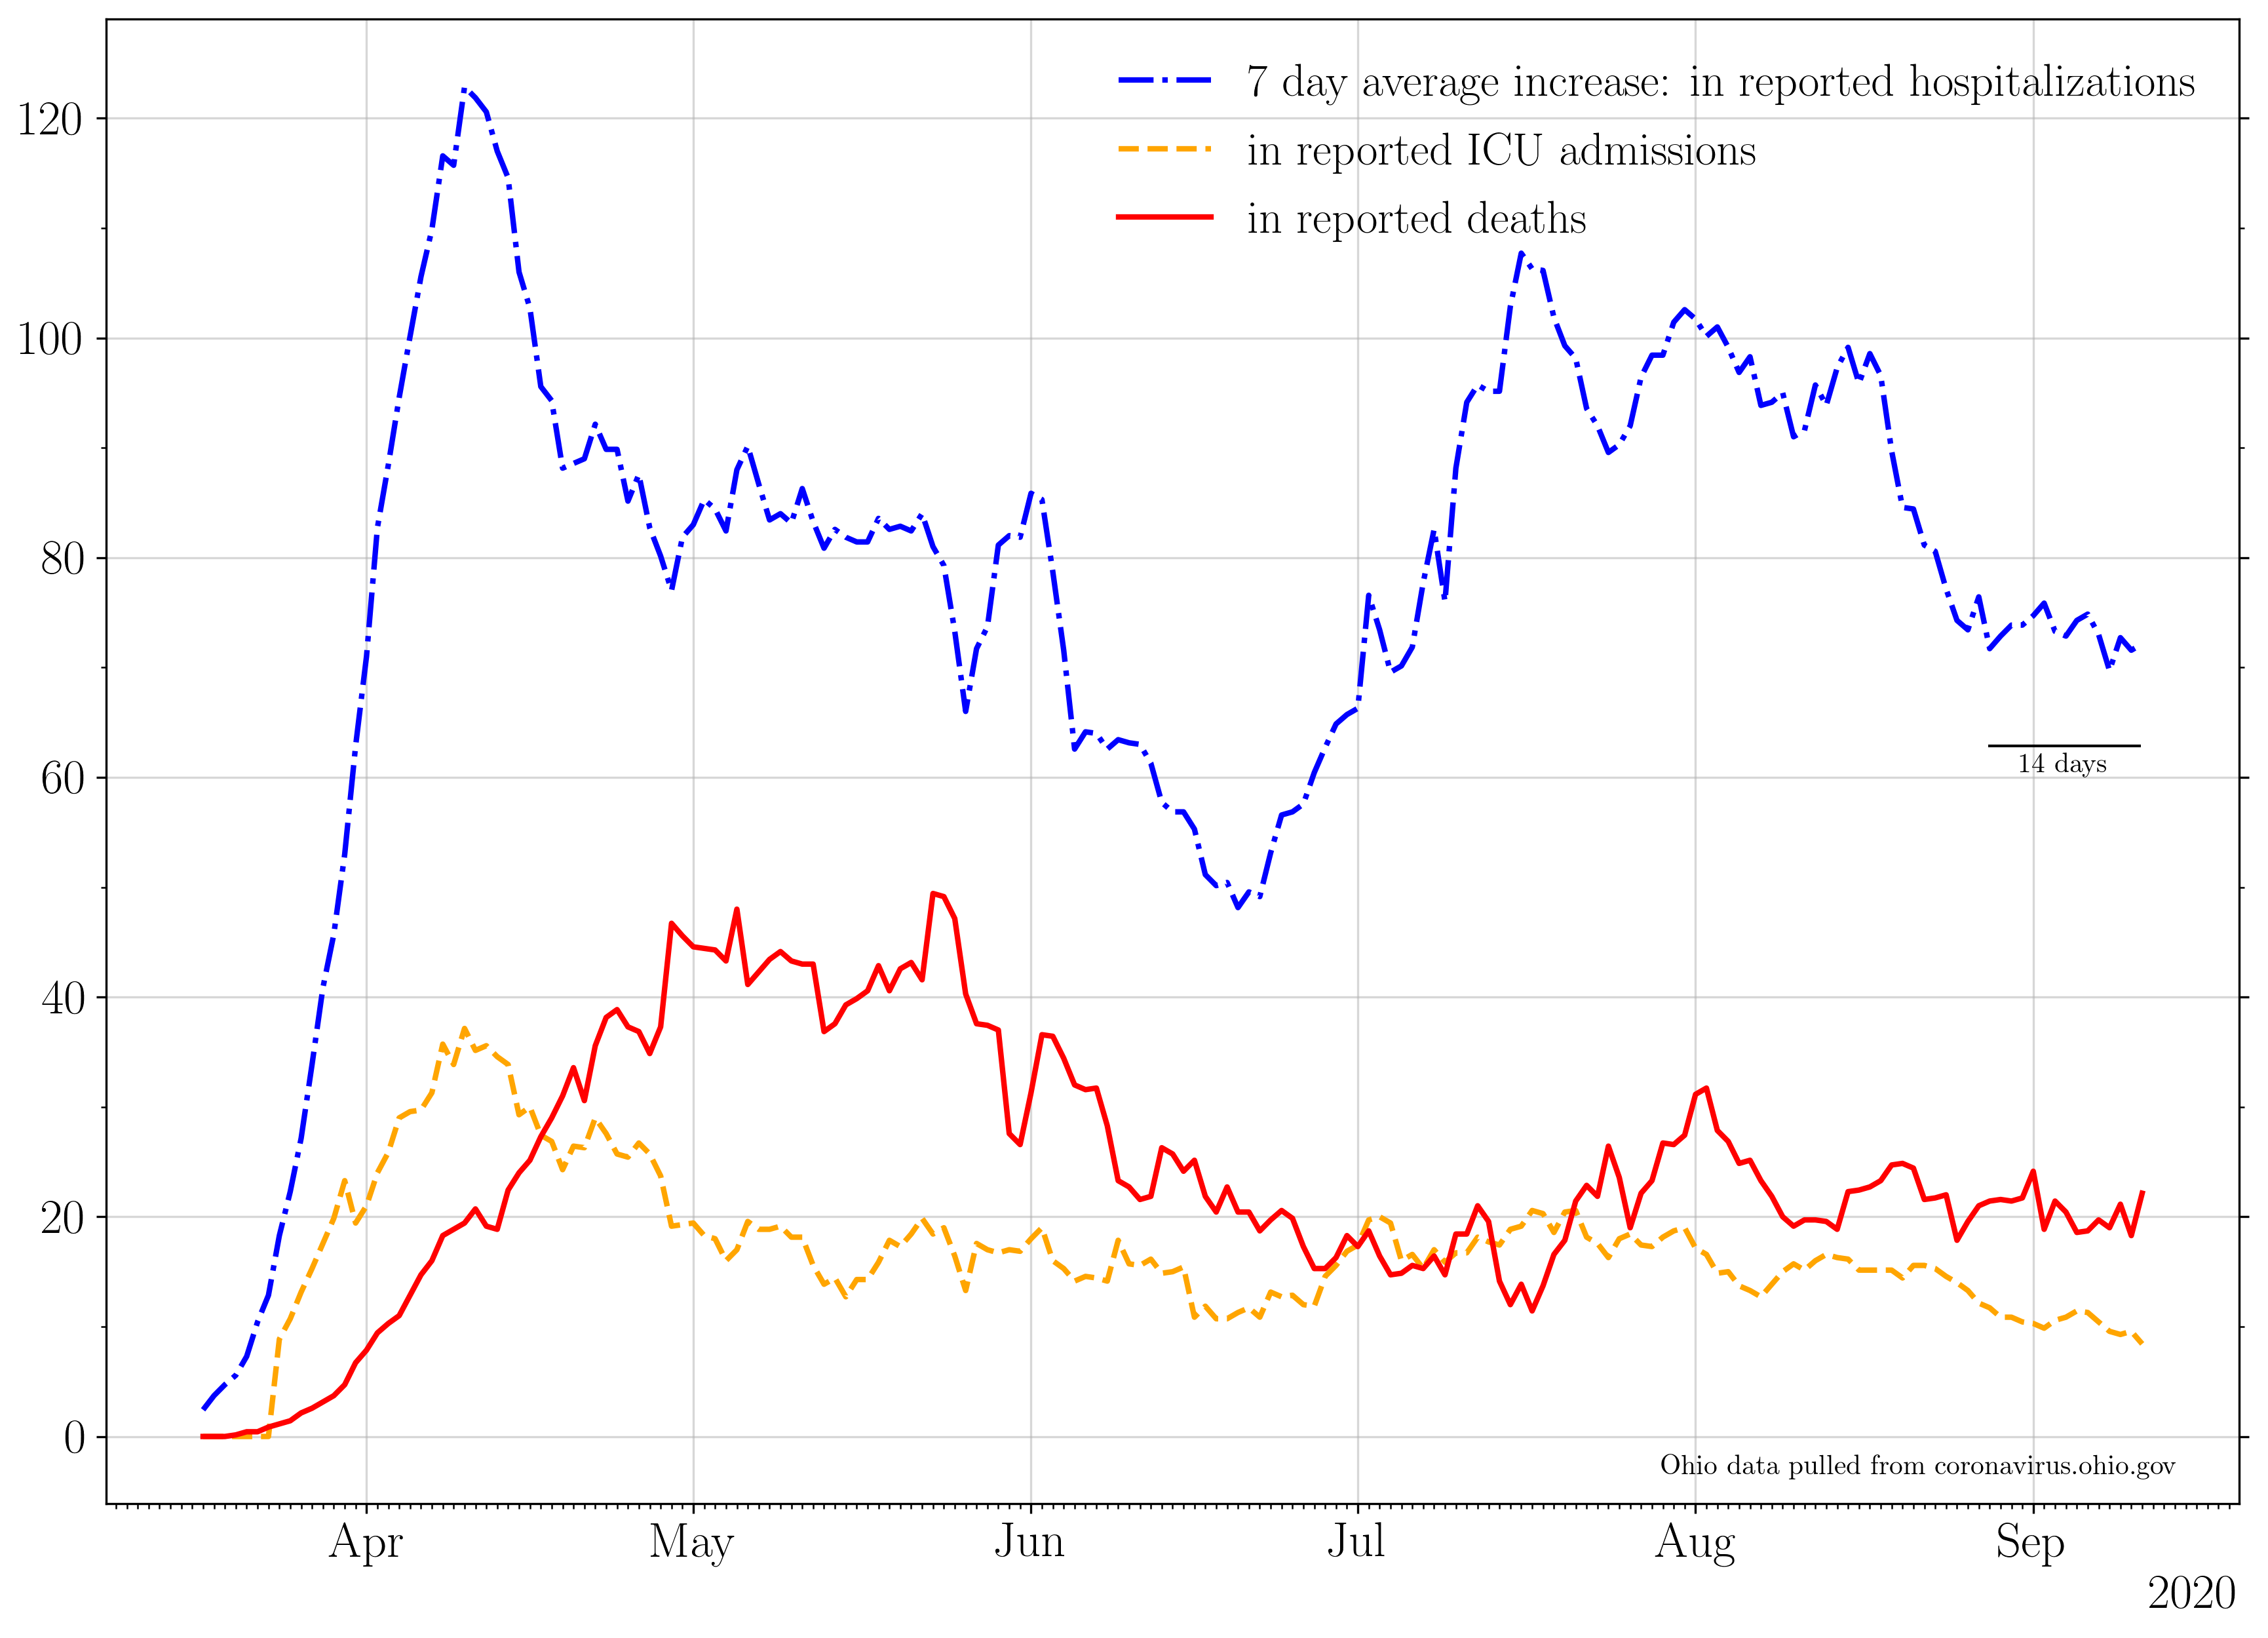 7 day average increase: in reported hospitalizations
in reported ICU admissions
in reported deaths
120
100
80
60
40
20
0
14 days
Ohio data pulled from coronavirus.ohio.gov
Apr May Jun Jul Aug Sep
2020